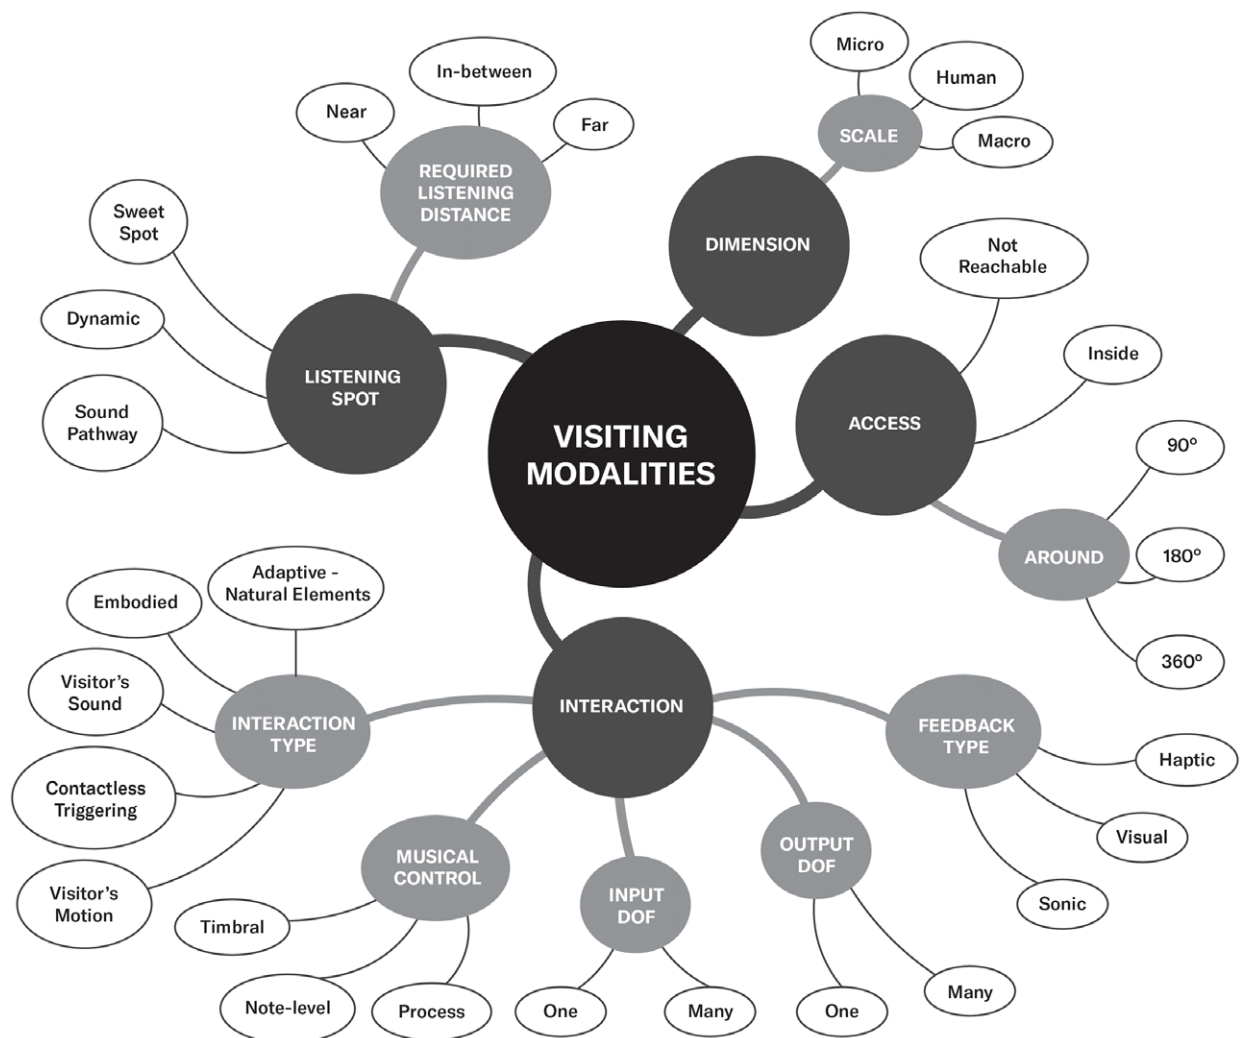 VISITING
MODALITIES
LISTENING
SPOT
REQUIRED
LISTENING
DISTANCE
Near
In-between
Far
Sweet
Spot
Dynamic
Sound
Pathway
DIMENSION
SCALE
Micro
Human
Macro
ACCESS
Not
Reachable
Inside
AROUND
90º
180º
360º
INTERACTION
INTERACTION
TYPE
Adaptive -
Natural Elements
Embodied
Visitor's
Sound
Contactless
Triggering
Visitor's
Motion
MUSICAL
CONTROL
Timbral
Note-level
Process
INPUT
DOF
One
Many
OUTPUT
DOF
One
Many
FEEDBACK
TYPE
Haptic
Visual
Sonic